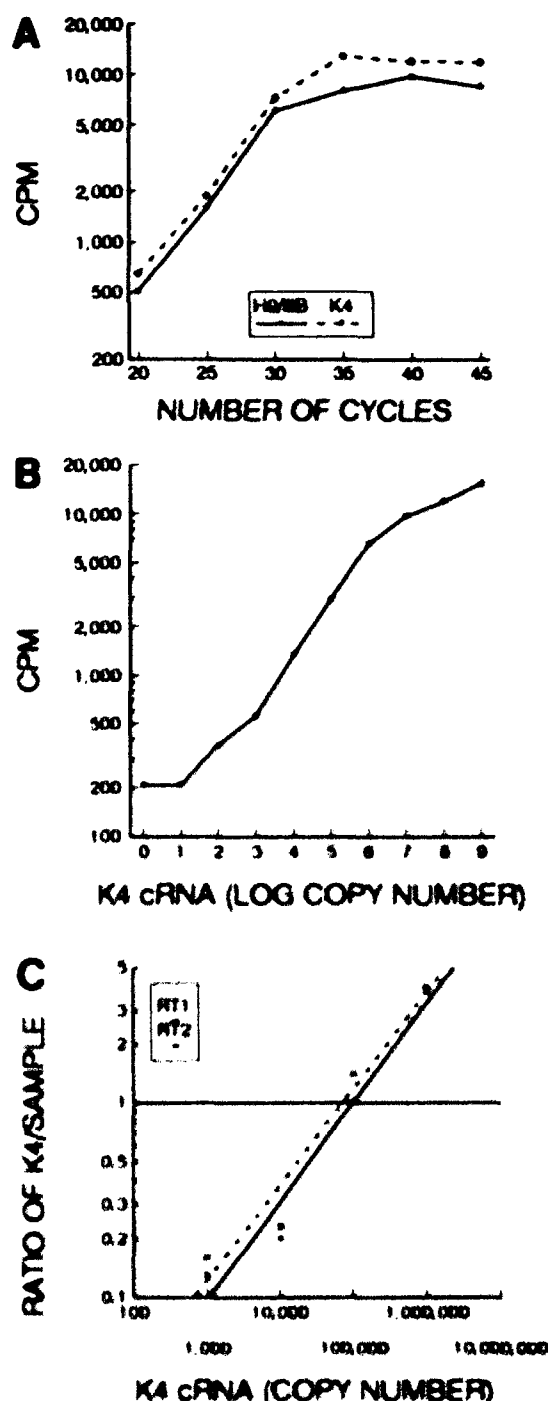 A
20,000
10,000
5,000
2,000
1,000
500
200
CPM
K4
20 25 30 35 40 45
NUMBER OF CYCLES
B
20,000
10,000
5,000
2,000
1,000
500
200
100
CPM
0 1 2 3 4 5 6 7 8 9
K4 cRNA (LOG COPY NUMBER)
C
5
3
2
1
0.5
0.3
0.2
0.1
RATIO OF K4/SAMPLE
RT1
RT2
100 10,000 1,000,000
1,000 100,000 10,000,000
K4 cRNA (COPY NUMBER)